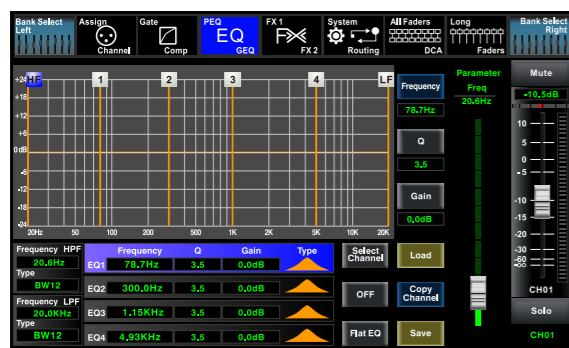 Bank Select Left
Assign Channel
Gate Comp
PEQ EQ GEQ
FX 1 FX 2
System Routing
All Faders DCA
Long Faders
Bank Select Right
+24 HF 1 2 3 4 LF
+18
+12
+6
0 dB
-6
-12
-18
-24
20Hz 50 100 200 500 1K 2K 5K 10K 20K
Frequency
78.7Hz
Q
3.5
Gain
0.0dB
Parameter
Freq
20.6Hz
Mute
-10.5dB
10
5
0
-5
-10
-15
-20
-30
-60
-∞
CH01
Solo
CH01
Frequency HPF
20.6Hz
Type
BW12
Frequency LPF
20.0KHz
Type
BW12
Frequency Q Gain Type
EQ1 78.7Hz 3.5 0.0dB
EQ2 300.0Hz 3.5 0.0dB
EQ3 1.15KHz 3.5 0.0dB
EQ4 4.93KHz 3.5 0.0dB
Select Channel
Load
OFF
Copy Channel
Flat EQ
Save